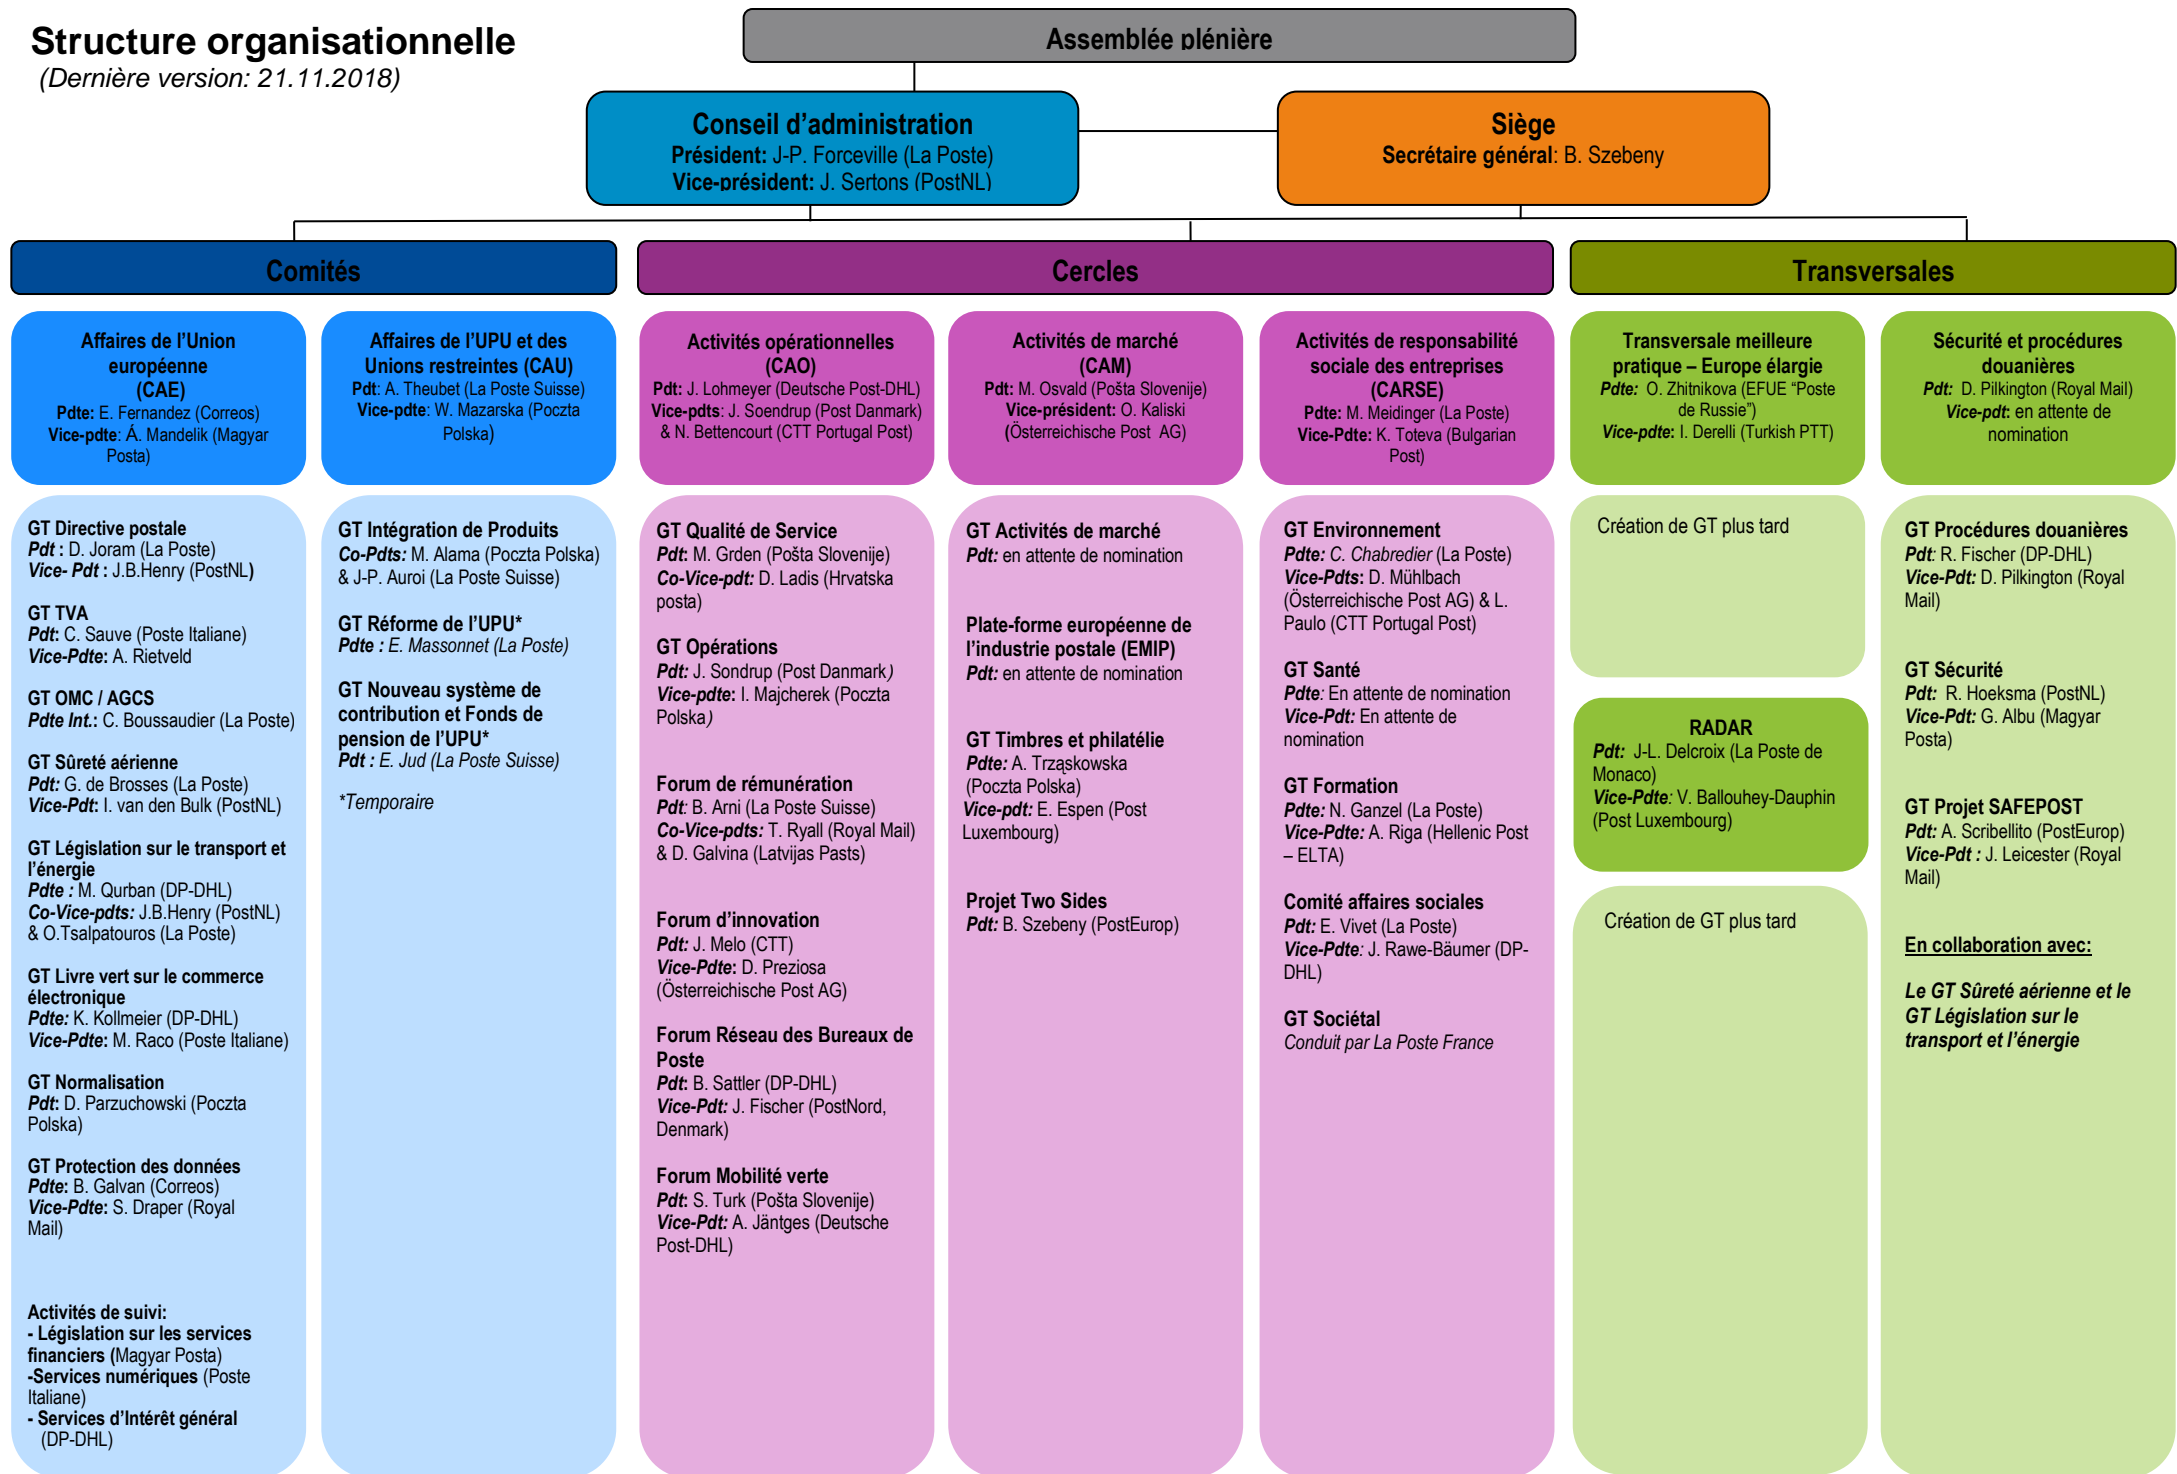 Structure organisationnelle
(Dernière version: 21.11.2018)
Assemblée plénière
Conseil d’administration
Président: J-P. Forceville (La Poste)
Vice-président: J. Sertons (PostNL)
Siège
Secrétaire général: B. Szebeny
Comités
Cercles
Transversales
Affaires de l’Union
européenne
(CAE)
Pdte: E. Fernandez (Correos)
Vice-pdte: Á. Mandelik (Magyar
Posta)
Affaires de l’UPU et des
Unions restreintes (CAU)
Pdt: A. Theubet (La Poste Suisse)
Vice-pdte: W. Mazarska (Poczta
Polska)
Activités opérationnelles
(CAO)
Pdt: J. Lohmeyer (Deutsche Post-DHL)
Vice-pdts: J. Soendrup (Post Danmark)
& N. Bettencourt (CTT Portugal Post)
Activités de marché
(CAM)
Pdt: M. Osvald (Pošta Slovenije)
Vice-président: O. Kaliski
(Österreichische Post  AG)
Activités de responsabilité
sociale des entreprises
(CARSE)
Pdte: M. Meidinger (La Poste)
Vice-Pdte: K. Toteva (Bulgarian
Post)
Transversale meilleure
pratique – Europe élargie
Pdte:  O. Zhitnikova (EFUE “Poste
de Russie”)
Vice-pdte: I. Derelli (Turkish PTT)
Sécurité et procédures
douanières
Pdt:  D. Pilkington (Royal Mail)
Vice-pdt: en attente de
nomination
GT Directive postale
Pdt : D. Joram (La Poste)
Vice- Pdt : J.B.Henry (PostNL)
GT TVA
Pdt: C. Sauve (Poste Italiane)
Vice-Pdte: A. Rietveld
GT OMC / AGCS
Pdte Int.: C. Boussaudier (La Poste)
GT Sûreté aérienne
Pdt: G. de Brosses (La Poste)
Vice-Pdt: I. van den Bulk (PostNL)
GT Législation sur le transport et
l’énergie
Pdte : M. Qurban (DP-DHL)
Co-Vice-pdts: J.B.Henry (PostNL)
& O.Tsalpatouros (La Poste)
GT Livre vert sur le commerce
électronique
Pdte: K. Kollmeier (DP-DHL)
Vice-Pdte: M. Raco (Poste Italiane)
GT Normalisation
Pdt: D. Parzuchowski (Poczta
Polska)
GT Protection des données
Pdte: B. Galvan (Correos)
Vice-Pdte: S. Draper (Royal
Mail)
Activités de suivi:
- Législation sur les services
financiers (Magyar Posta)
-Services numériques (Poste
Italiane)
- Services d’Intérêt général
(DP-DHL)
GT Intégration de Produits
Co-Pdts: M. Alama (Poczta Polska)
& J-P. Auroi (La Poste Suisse)
GT Réforme de l’UPU*
Pdte : E. Massonnet (La Poste)
GT Nouveau système de
contribution et Fonds de
pension de l’UPU*
Pdt : E. Jud (La Poste Suisse)
*Temporaire
GT Qualité de Service
Pdt: M. Grden (Pošta Slovenije)
Co-Vice-pdt: D. Ladis (Hrvatska
posta)
GT Opérations
Pdt: J. Sondrup (Post Danmark)
Vice-pdte: I. Majcherek (Poczta
Polska)
Forum de rémunération
Pdt: B. Arni (La Poste Suisse)
Co-Vice-pdts: T. Ryall (Royal Mail)
& D. Galvina (Latvijas Pasts)
Forum d’innovation
Pdt: J. Melo (CTT)
Vice-Pdte: D. Preziosa
(Österreichische Post AG)
Forum Réseau des Bureaux de
Poste
Pdt: B. Sattler (DP-DHL)
Vice-Pdt: J. Fischer (PostNord,
Denmark)
Forum Mobilité verte
Pdt: S. Turk (Pošta Slovenije)
Vice-Pdt: A. Jäntges (Deutsche
Post-DHL)
GT Activités de marché
Pdt: en attente de nomination
Plate-forme européenne de
l’industrie postale (EMIP)
Pdt: en attente de nomination
GT Timbres et philatélie
Pdte: A. Trząskowska
(Poczta Polska)
Vice-pdt: E. Espen (Post
Luxembourg)
Projet Two Sides
Pdt: B. Szebeny (PostEurop)
GT Environnement
Pdte: C. Chabredier (La Poste)
Vice-Pdts: D. Mühlbach
(Österreichische Post AG) & L.
Paulo (CTT Portugal Post)
GT Santé
Pdte: En attente de nomination
Vice-Pdt: En attente de
nomination
GT Formation
Pdte: N. Ganzel (La Poste)
Vice-Pdte: A. Riga (Hellenic Post
– ELTA)
Comité affaires sociales
Pdt: E. Vivet (La Poste)
Vice-Pdte: J. Rawe-Bäumer (DP-
DHL)
GT Sociétal
Conduit par La Poste France
Création de GT plus tard
RADAR
Pdt:  J-L. Delcroix (La Poste de
Monaco)
Vice-Pdte: V. Ballouhey-Dauphin
(Post Luxembourg)
Création de GT plus tard
GT Procédures douanières
Pdt: R. Fischer (DP-DHL)
Vice-Pdt: D. Pilkington (Royal
Mail)
GT Sécurité
Pdt:  R. Hoeksma (PostNL)
Vice-Pdt: G. Albu (Magyar
Posta)
GT Projet SAFEPOST
Pdt: A. Scribellito (PostEurop)
Vice-Pdt : J. Leicester (Royal
Mail)
En collaboration avec:
Le GT Sûreté aérienne et le
GT Législation sur le
transport et l’énergie